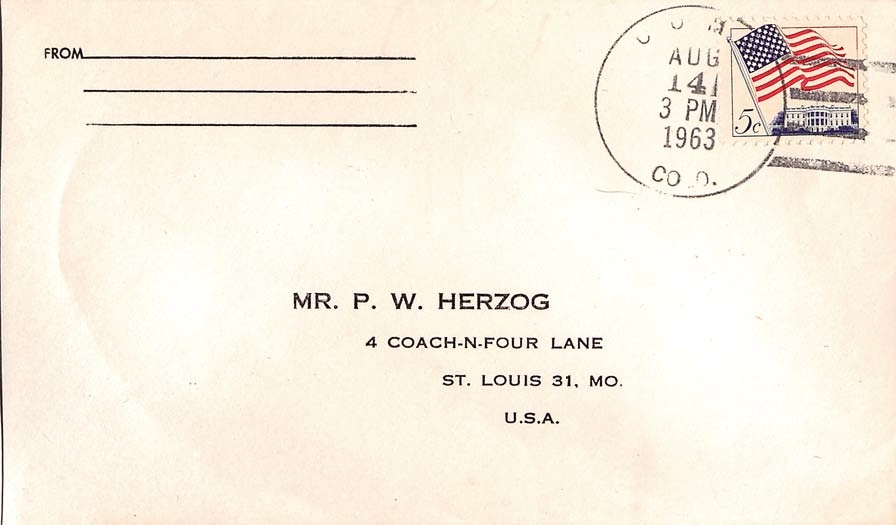 FROM
AUG
14
3 PM
1963
5c
MR. P. W. HERZOG
4 COACH-N-FOUR LANE
ST. LOUIS 31, MO.
U.S.A.